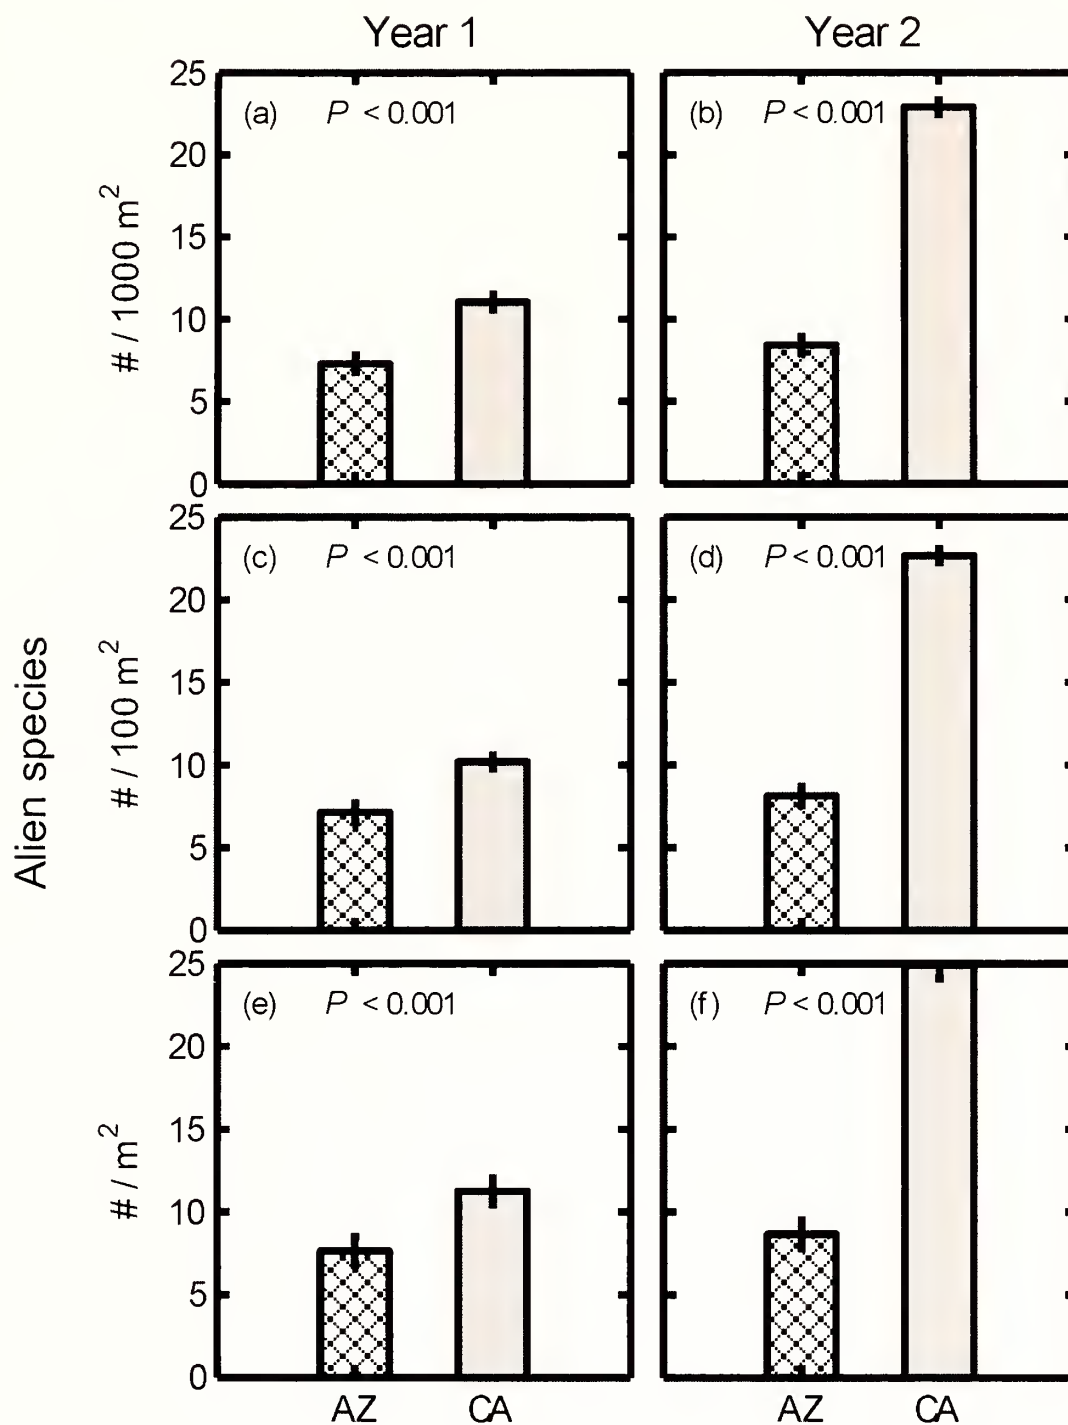 Year 1 Year 2
Alien species
# / 1000 m²
25
20
15
10
5
0
(a) P < 0.001
(b) P < 0.001
# / 100 m²
25
20
15
10
5
0
(c) P < 0.001
(d) P < 0.001
# / m²
25
20
15
10
5
0
(e) P < 0.001
(f) P < 0.001
AZ CA AZ CA